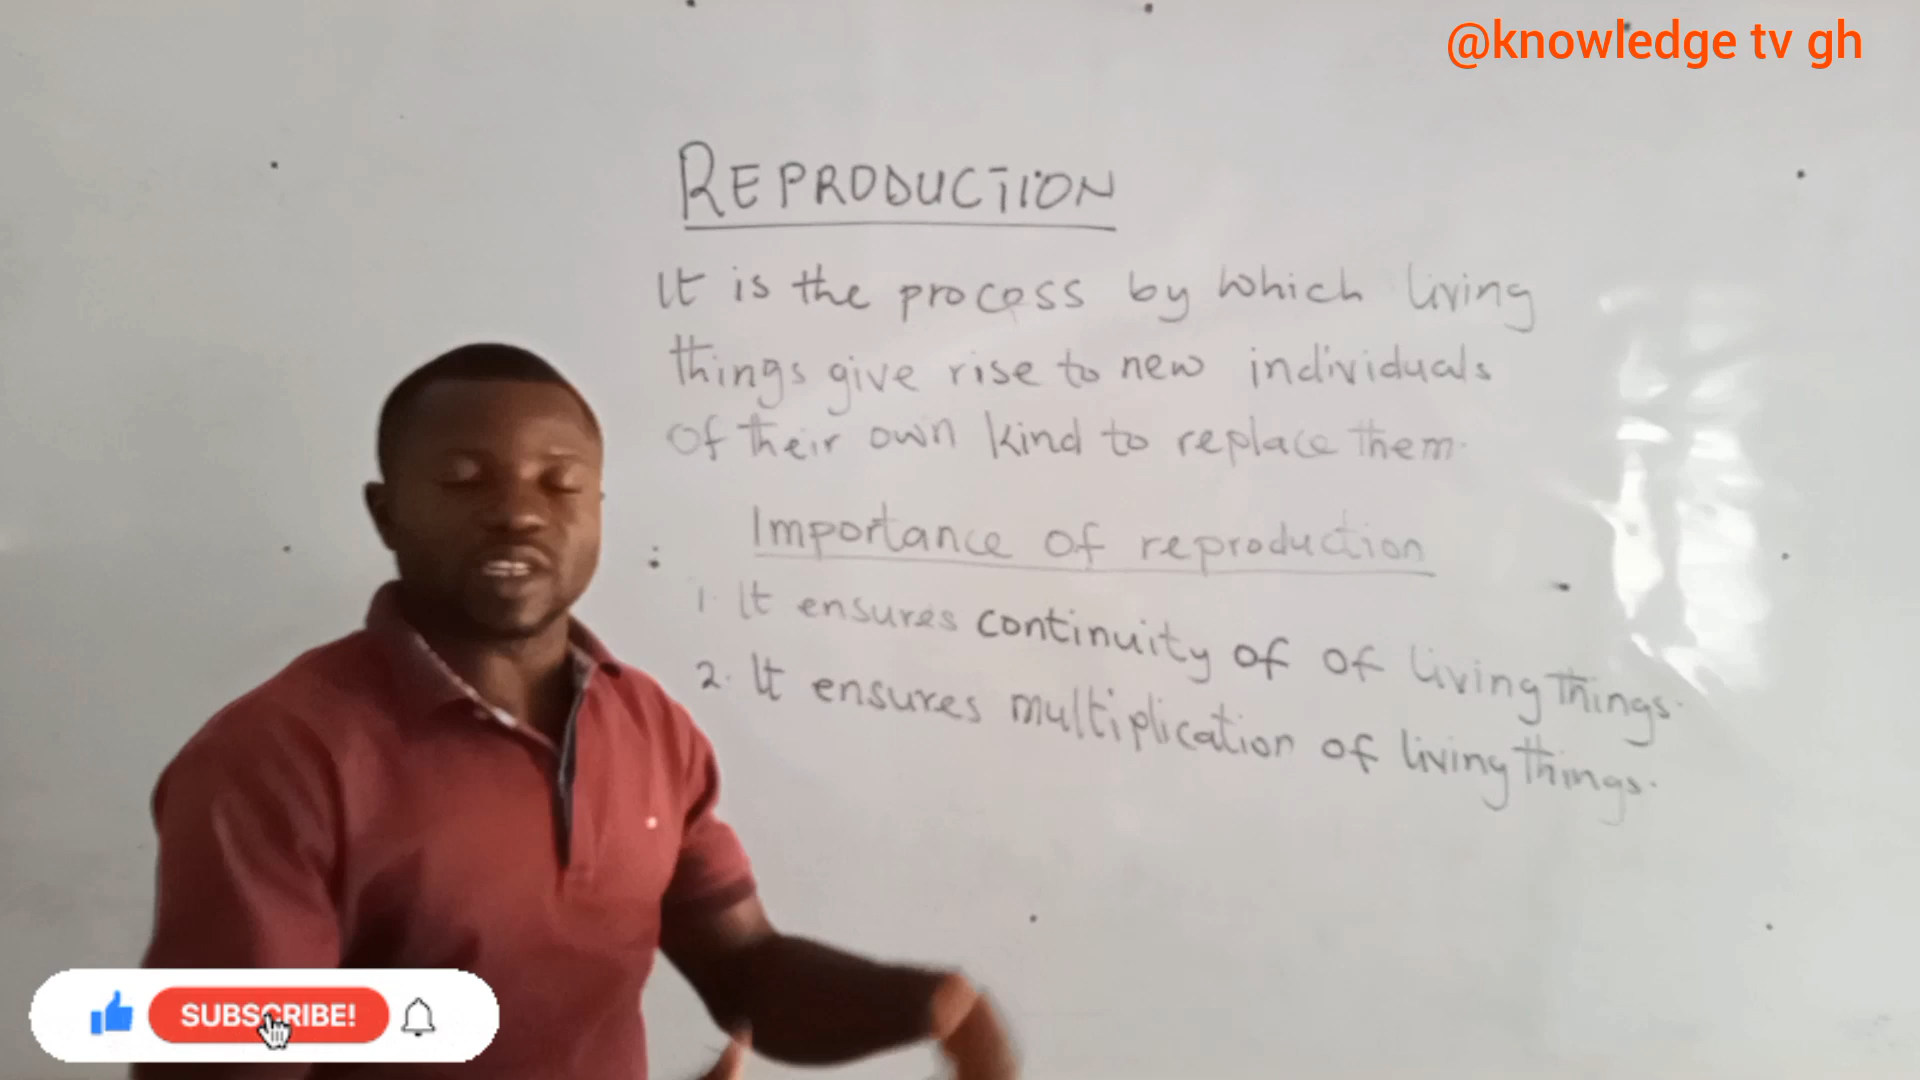 @knowledge tv gh
REPRODUCTION
It is the process by which living
things give rise to new individuals
Of their own kind to replace them.
Importance of reproduction
1. It ensures continuity of of living things.
2. It ensures multiplication of living things.
SUBSCRIBE!